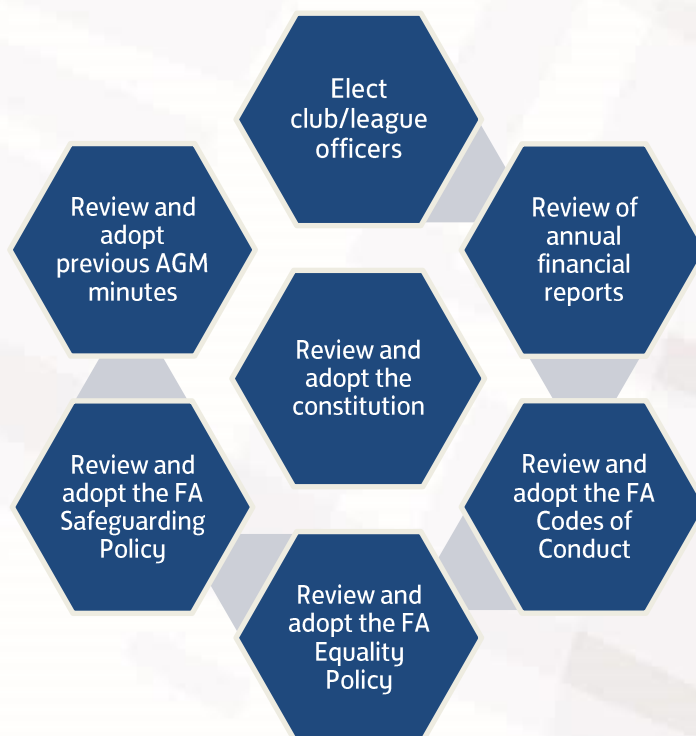 Elect
club/league
officers
Review and
adopt
previous AGM
minutes
Review of
annual
financial
reports
Review and
adopt the
constitution
Review and
adopt the FA
Safeguarding
Policy
Review and
adopt the FA
Codes of
Conduct
Review and
adopt the FA
Equality
Policy